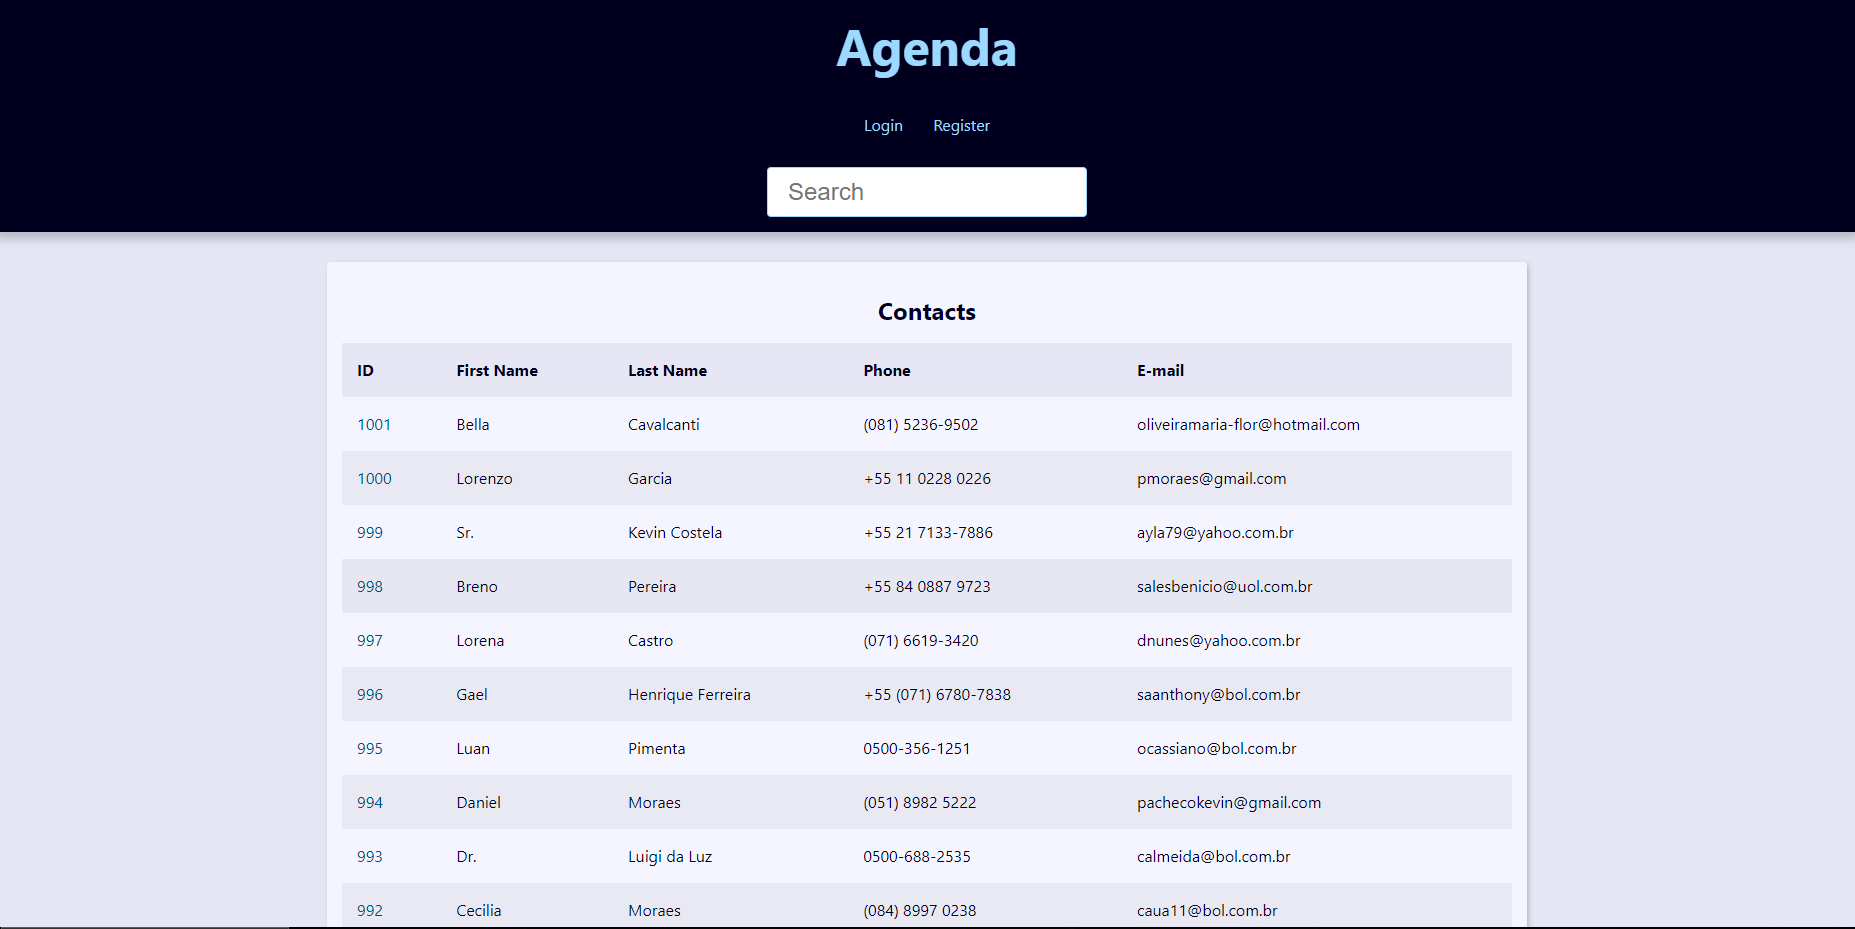 Agenda
Login Register
Search
Contacts
ID First Name Last Name Phone E-mail
1001 Bella Cavalcanti (081) 5236-9502 oliveiramaria-flor@hotmail.com
1000 Lorenzo Garcia +55 11 0228 0226 pmoraes@gmail.com
999 Sr. Kevin Costela +55 21 7133-7886 ayla79@yahoo.com.br
998 Breno Pereira +55 84 0887 9723 salesbenicio@uol.com.br
997 Lorena Castro (071) 6619-3420 dnunes@yahoo.com.br
996 Gael Henrique Ferreira +55 (071) 6780-7838 saanthony@bol.com.br
995 Luan Pimenta 0500-356-1251 ocassiano@bol.com.br
994 Daniel Moraes (051) 8982 5222 pachecokevin@gmail.com
993 Dr. Luigi da Luz 0500-688-2535 calmeida@bol.com.br
992 Cecilia Moraes (084) 8997 0238 caua11@bol.com.br